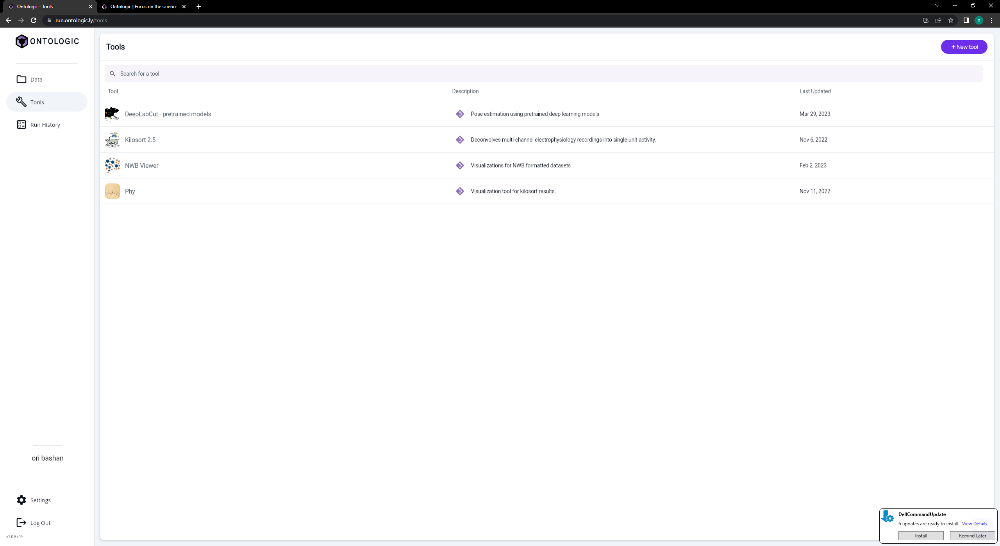 Ontologic - Tools
Ontologic | Focus on the science,
run.ontologic.ly/tools
o
ONTOLOGIC
Data
Tools
Run History
ori bashan
Settings
Log Out
v1.0.5-r09
Tools
+ New tool
Search for a tool
Tool Description Last Updated
DeepLabCut - pretrained models Pose estimation using pretrained deep learning models Mar 29, 2023
Kilosort 2.5 Deconvolves multi-channel electrophysiology recordings into single-unit activity. Nov 6, 2022
NWB Viewer Visualizations for NWB formatted datasets Feb 2, 2023
Phy Visualization tool for kilosort results. Nov 11, 2022
DellCommandUpdate
6 updates are ready to install View Details
Install Remind Later